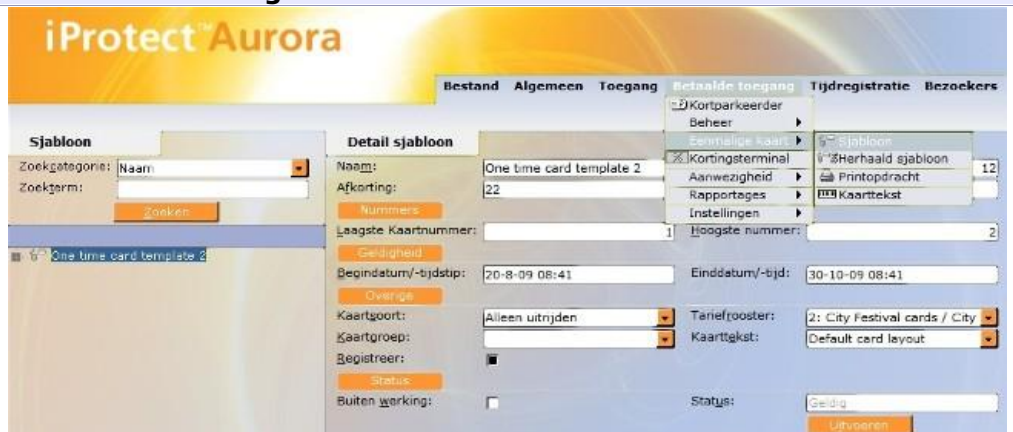 iProtect™Aurora
Bestand Algemeen Toegang Betaalde toegang Tijdregistratie Bezoekers
Kortparkeerder
Beheer
Eenmalige kaart
Kortingsterminal
Aanwezigheid
Rapportages
Instellingen
Sjabloon
Herhaald sjabloon
Printopdracht
Kaarttekst
Sjabloon
Zoekcategorie: Naam
Zoekterm:
Zoeken
One time card template 2
Detail sjabloon
Naam: One time card template 2 12
Afkorting: 22
Nummers
Laagste Kaartnummer: 1 Hoogste nummer: 2
Geldigheid
Begindatum/-tijdstip: 20-8-09 08:41 Einddatum/-tijd: 30-10-09 08:41
Overige
Kaartsoort: Alleen uitrijden Tariefrooster: 2: City Festival cards / City
Kaartgroep: Kaarttekst: Default card layout
Registreer:
Status
Buiten werking: Status: Geldig
Uitvoeren